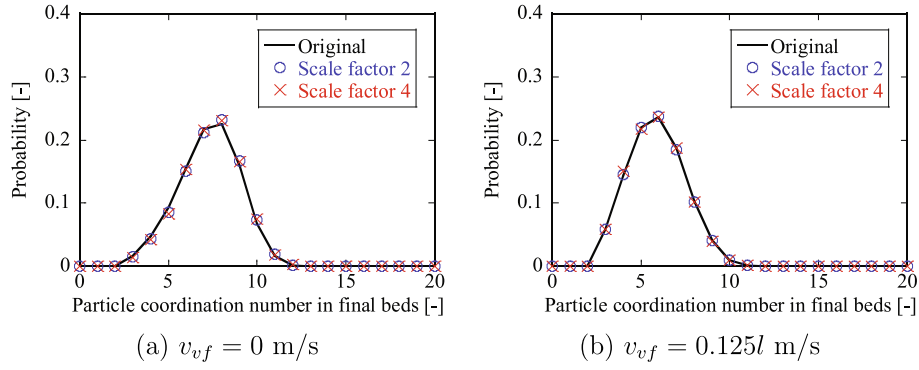 0.4
0.3
0.2
0.1
0
Probability [-]
Original
Scale factor 2
Scale factor 4
0 5 10 15 20
Particle coordination number in final beds [-]
(a) $v_{vf} = 0$ m/s
0.4
0.3
0.2
0.1
0
Probability [-]
Original
Scale factor 2
Scale factor 4
0 5 10 15 20
Particle coordination number in final beds [-]
(b) $v_{vf} = 0.125l$ m/s